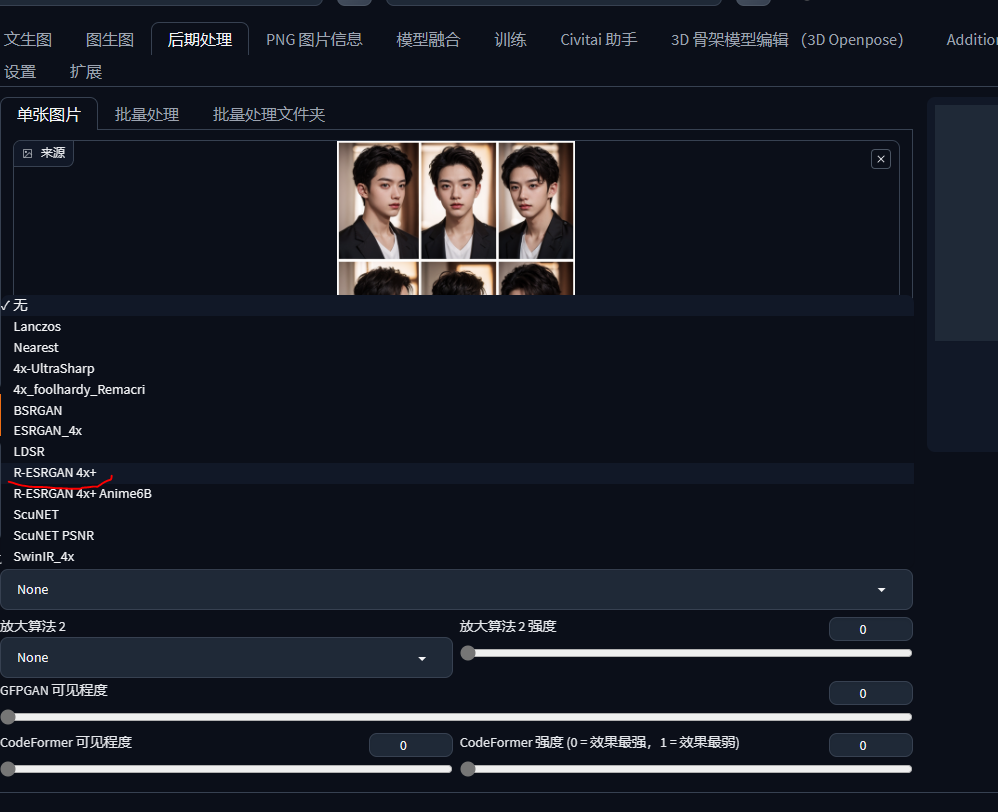 文生图 图生图 后期处理 PNG 图片信息 模型融合 训练 Civitai 助手 3D 骨架模型编辑 (3D Openpose)
设置 扩展
单张图片 批量处理 批量处理文件夹
来源
✓ 无
Lanczos
Nearest
4x-UltraSharp
4x_foolhardy_Remacri
BSRGAN
ESRGAN_4x
LDSR
R-ESRGAN 4x+
R-ESRGAN 4x+ Anime6B
ScuNET
ScuNET PSNR
SwinIR_4x
None
放大算法 2 放大算法 2 强度 0
None
GFPGAN 可见程度 0
CodeFormer 可见程度 0 CodeFormer 强度 (0 = 效果最强，1 = 效果最弱) 0